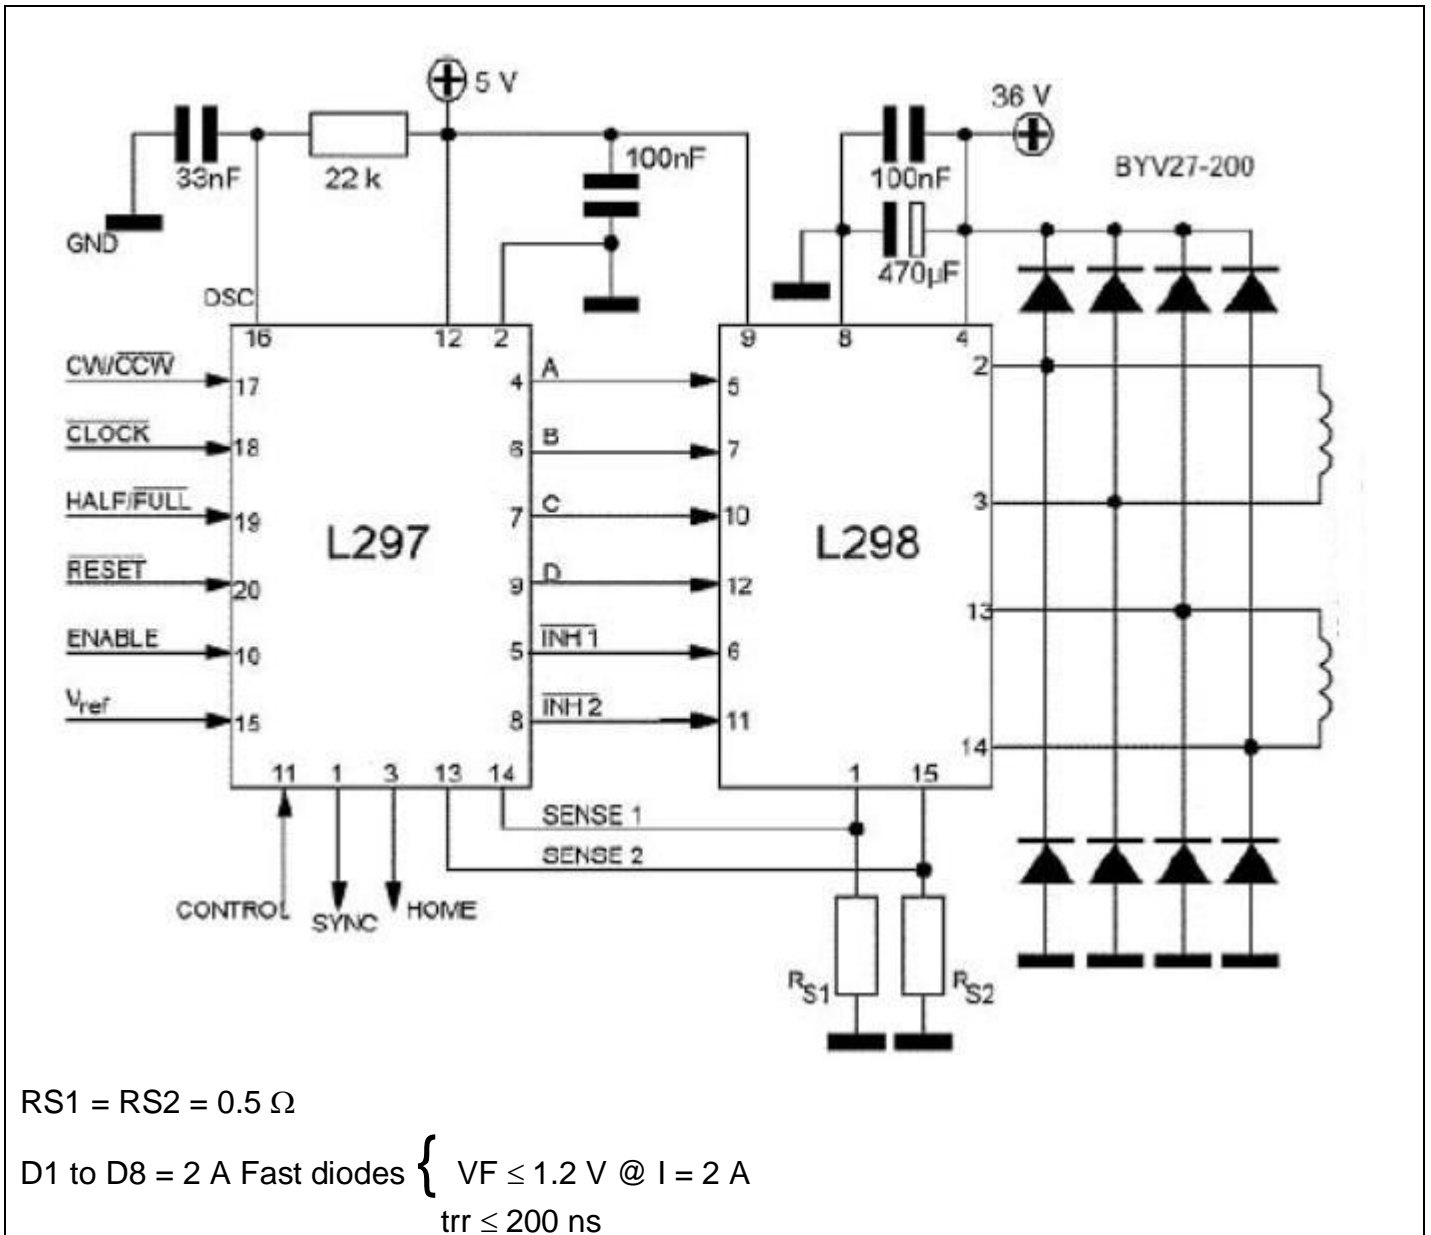 5 V
36 V
33nF
22 k
100nF
100nF
BYV27-200
GND
470µF
OSC
16 12 2
9 8 4
CW/CCW 17
4 A 5
2
CLOCK 18
6 B 7
HALF/FULL 19
7 C 10
3
L297
L298
RESET 20
9 D 12
13
ENABLE 10
5 INH 1 6
Vref 15
8 INH 2 11
14
11 1 3 13 14
1 15
SENSE 1
SENSE 2
CONTROL
SYNC
HOME
RS1
RS2
RS1 = RS2 = 0.5 Ω
D1 to D8 = 2 A Fast diodes { VF ≤ 1.2 V @ I = 2 A
trr ≤ 200 ns